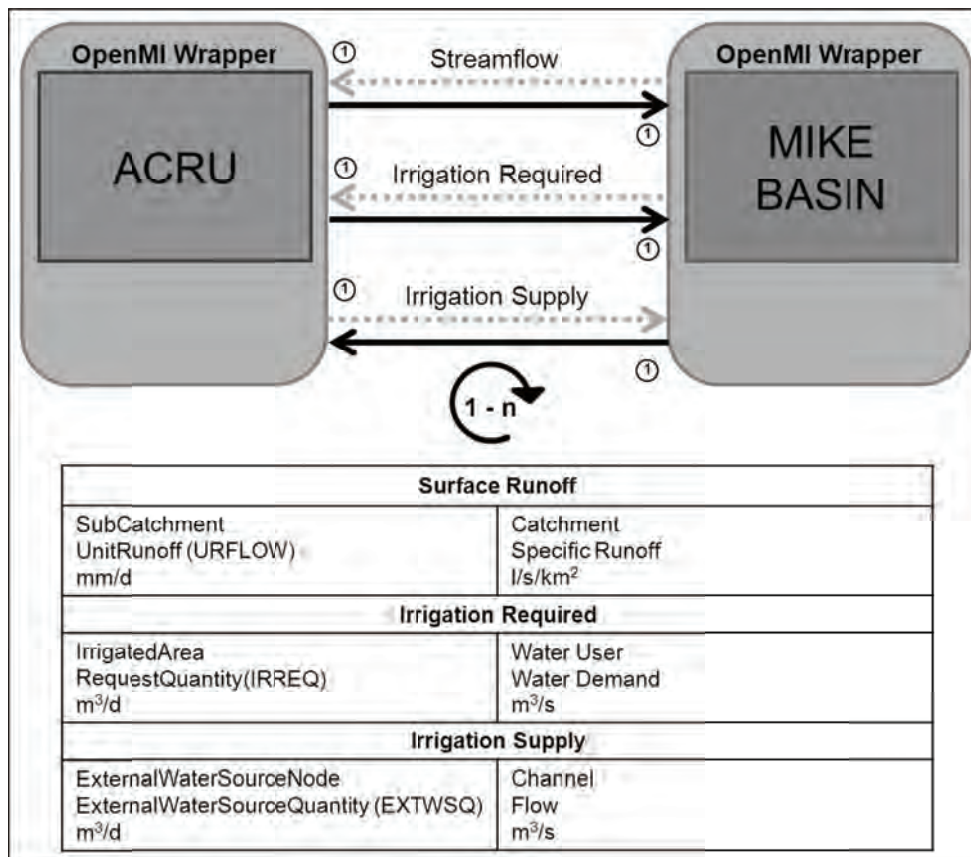 OpenMI Wrapper
ACRU
① Streamflow
①
① Irrigation Required
①
① Irrigation Supply
①
OpenMI Wrapper
MIKE
BASIN
1 - n
Surface Runoff
SubCatchment
UnitRunoff (URFLOW)
mm/d
Catchment
Specific Runoff
l/s/km²
Irrigation Required
IrrigatedArea
RequestQuantity(IRREQ)
m³/d
Water User
Water Demand
m³/s
Irrigation Supply
ExternalWaterSourceNode
ExternalWaterSourceQuantity (EXTWSQ)
m³/d
Channel
Flow
m³/s